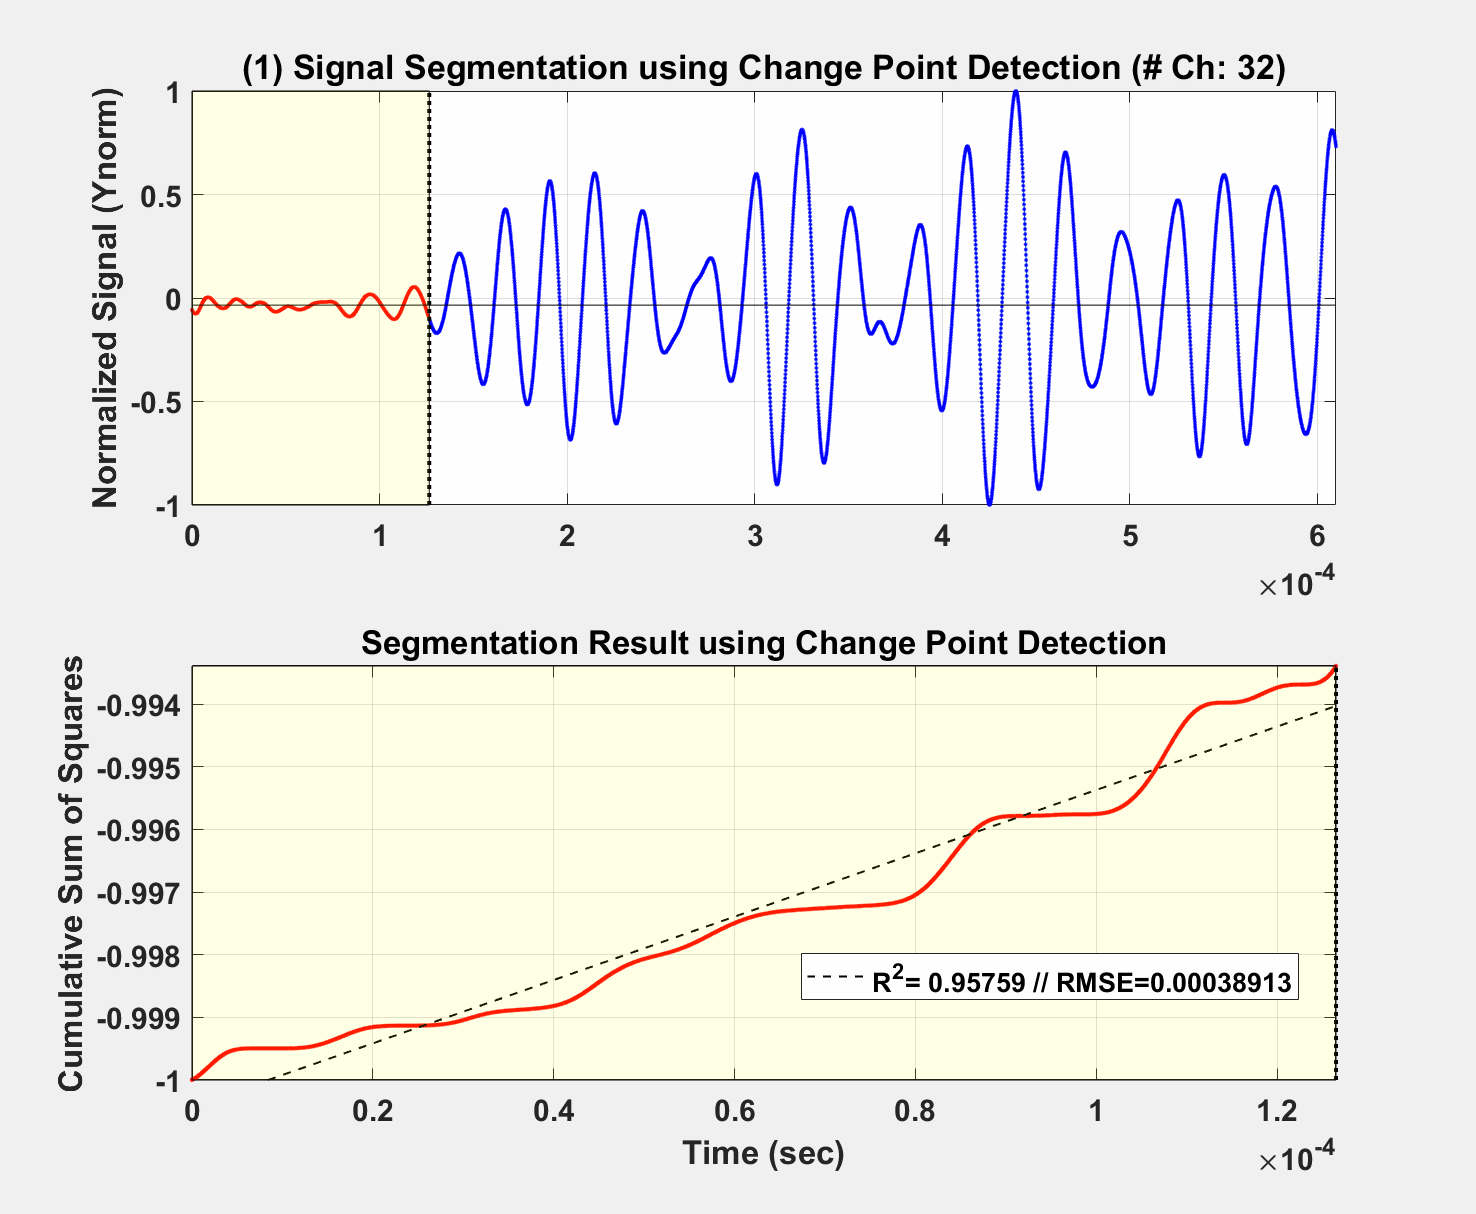 (1) Signal Segmentation using Change Point Detection (# Ch: 32)
Normalized Signal (Ynorm)
1
0.5
0
-0.5
-1
0 1 2 3 4 5 6
×10-4
Segmentation Result using Change Point Detection
Cumulative Sum of Squares
-0.994
-0.995
-0.996
-0.997
-0.998
-0.999
-1
R2= 0.95759 // RMSE=0.00038913
0 0.2 0.4 0.6 0.8 1 1.2
Time (sec)
×10-4